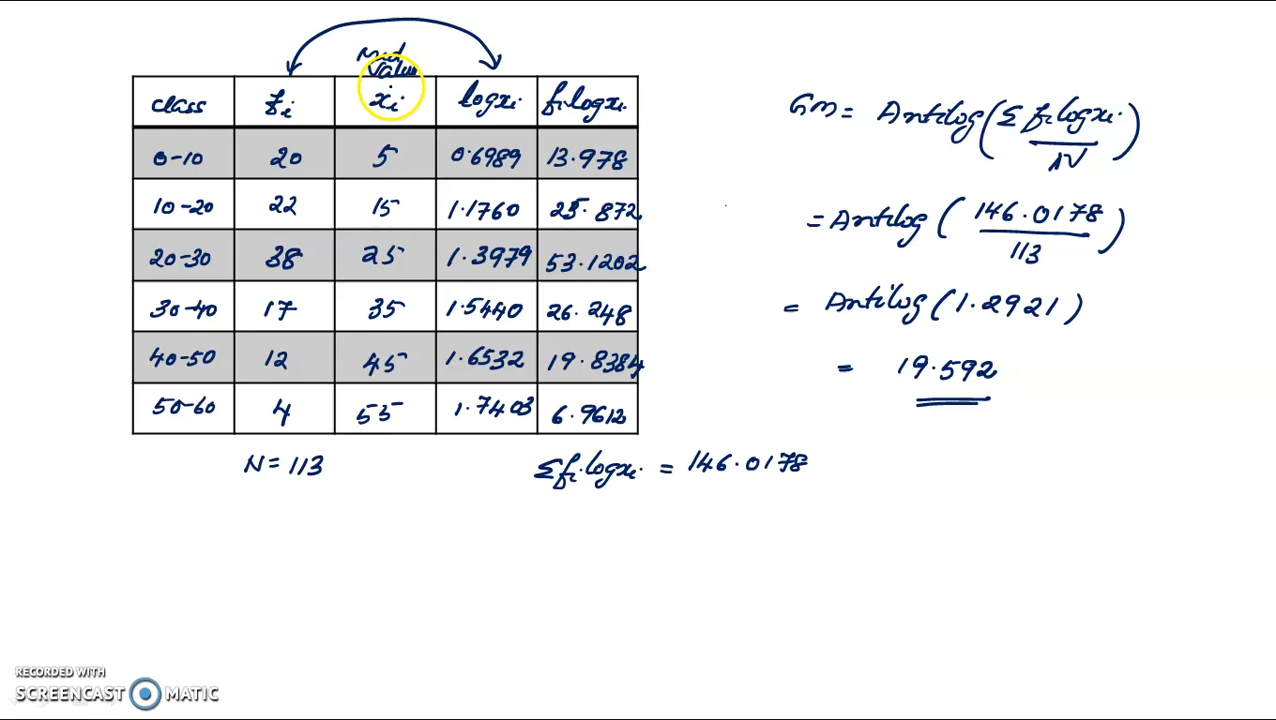 Mid
value
class fi xi logxi filogxi
0-10 20 5 0.6989 13.978
10-20 22 15 1.1760 25.872
20-30 38 25 1.3979 53.1202
30-40 17 35 1.5440 26.248
40-50 12 45 1.6532 19.8384
50-60 4 55 1.7403 6.9612
N = 113 Σfi logxi = 146.0178
GM = Antilog(Σ fi logxi / N)
= Antilog(146.0178 / 113)
= Antilog(1.2921)
= 19.592
RECORDED WITH
SCREENCAST MATIC